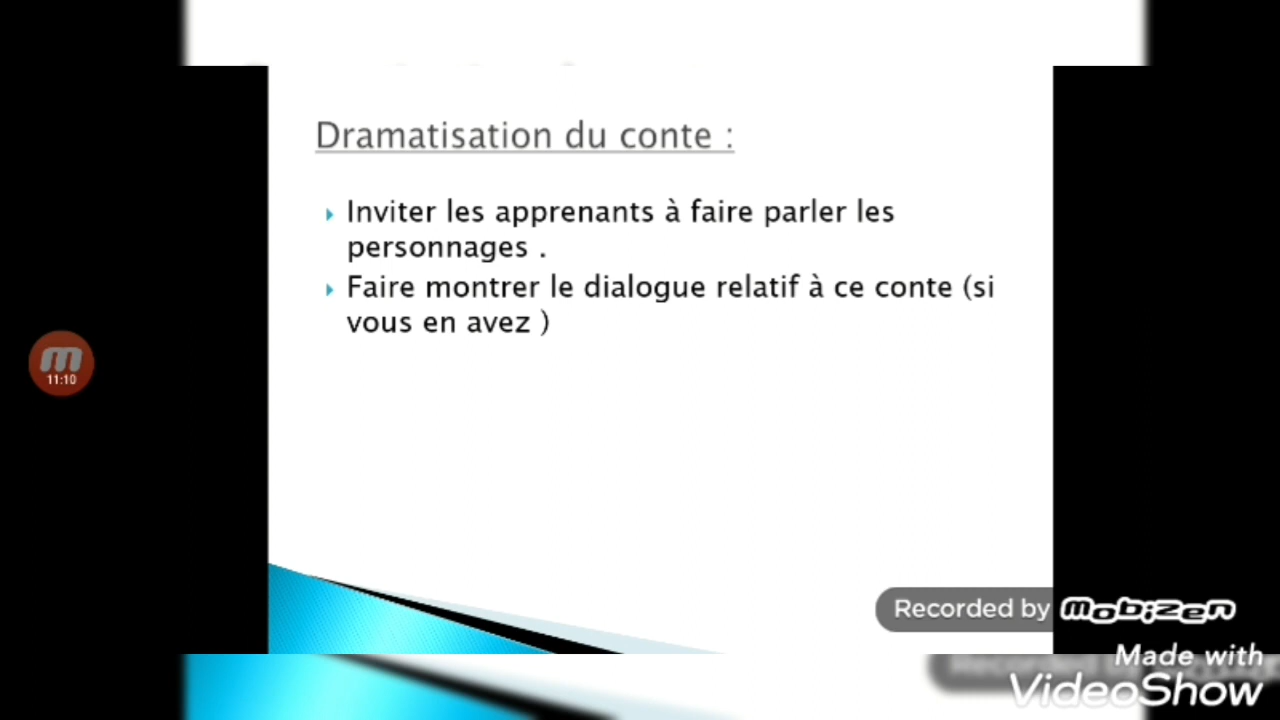 Dramatisation du conte :
Inviter les apprenants à faire parler les
personnages .
Faire montrer le dialogue relatif à ce conte (si
vous en avez )
11:10
Recorded by mobizen
Made with
VideoShow